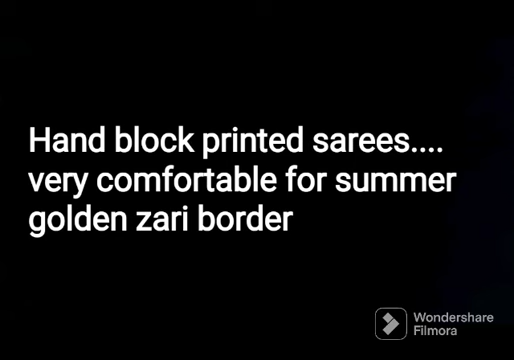 Hand block printed sarees....
very comfortable for summer
golden zari border
Wondershare
Filmora